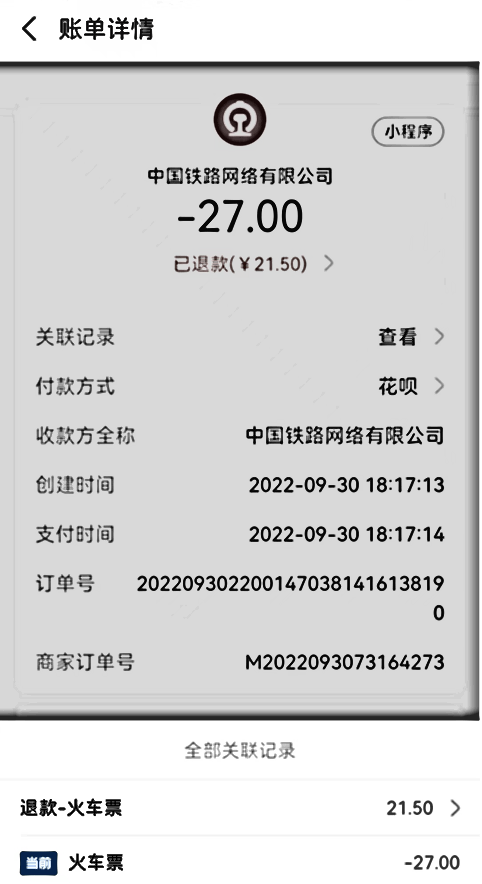 账单详情
小程序
中国铁路网络有限公司
-27.00
已退款(￥21.50)
关联记录 查看
付款方式 花呗
收款方全称 中国铁路网络有限公司
创建时间 2022-09-30 18:17:13
支付时间 2022-09-30 18:17:14
订单号 202209302200147038141613819
0
商家订单号 M2022093073164273
全部关联记录
退款-火车票 21.50
当前 火车票 -27.00